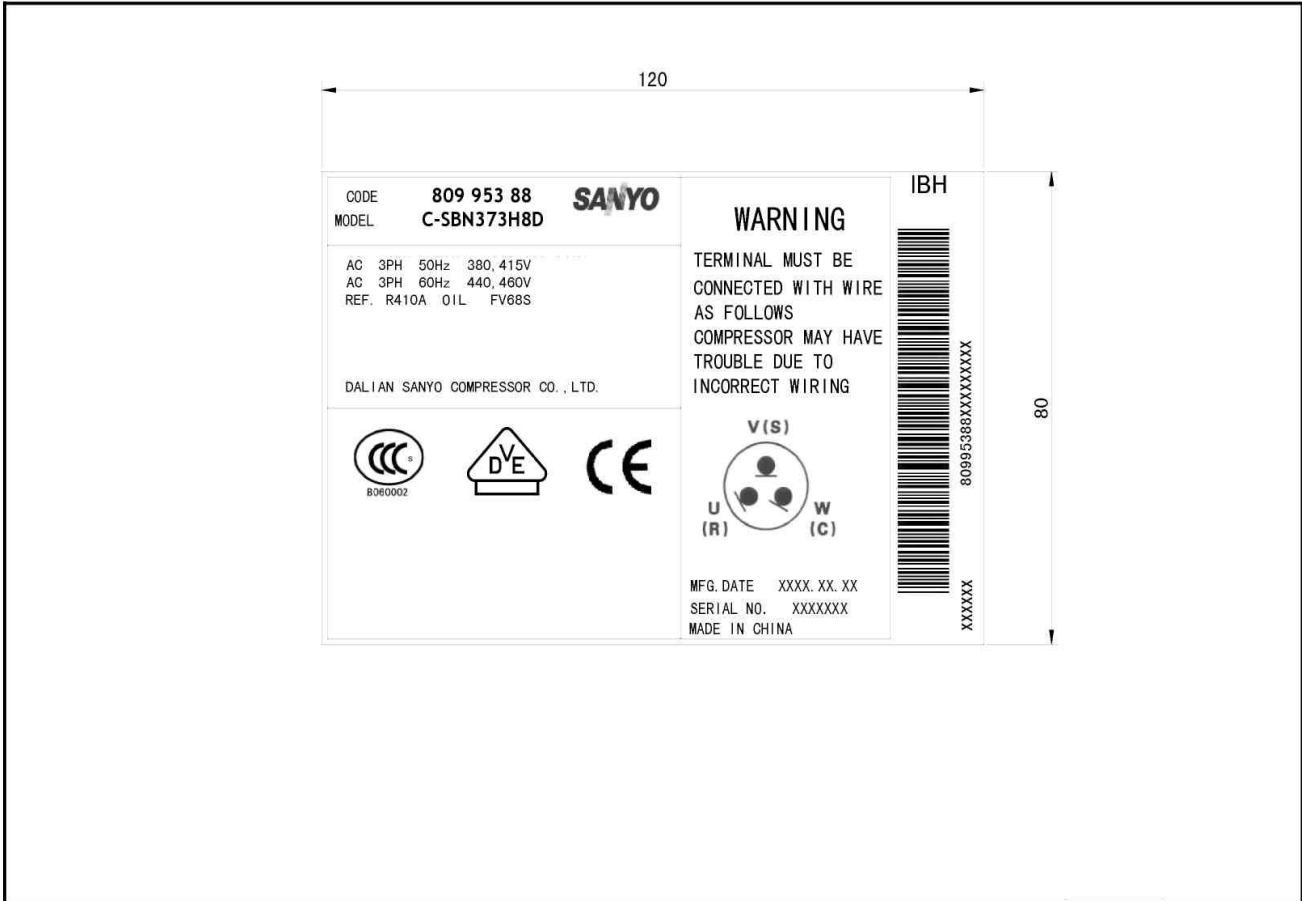 120
CODE 809 953 88 SANYO
MODEL C-SBN373H8D
AC 3PH 50Hz 380,415V
AC 3PH 60Hz 440,460V
REF. R410A OIL FV68S
DALIAN SANYO COMPRESSOR CO.,LTD.
CCC S
B060002
DVE
CE
WARNING
TERMINAL MUST BE
CONNECTED WITH WIRE
AS FOLLOWS
COMPRESSOR MAY HAVE
TROUBLE DUE TO
INCORRECT WIRING
V(S)
U W
(R) (C)
MFG.DATE XXXX.XX.XX
SERIAL NO. XXXXXXX
MADE IN CHINA
IBH
80995388XXXXXXXXX
XXXXXX
80